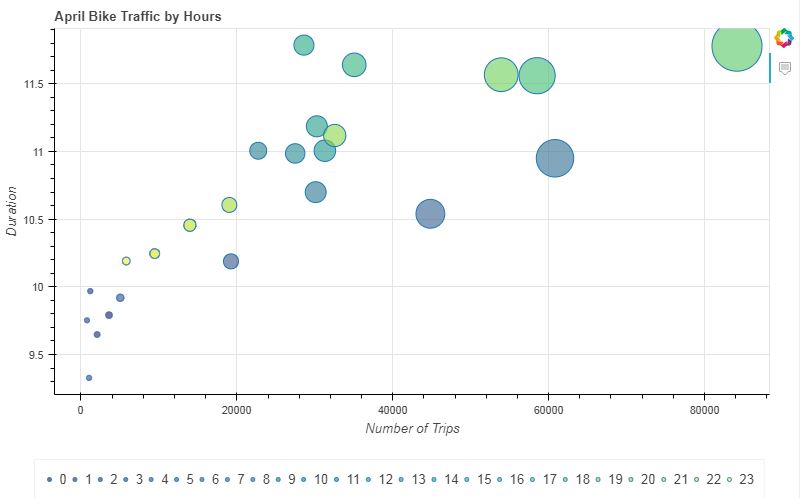 April Bike Traffic by Hours
11.5
11
10.5
10
9.5
Duration
0 20000 40000 60000 80000
Number of Trips
0 1 2 3 4 5 6 7 8 9 10 11 12 13 14 15 16 17 18 19 20 21 22 23